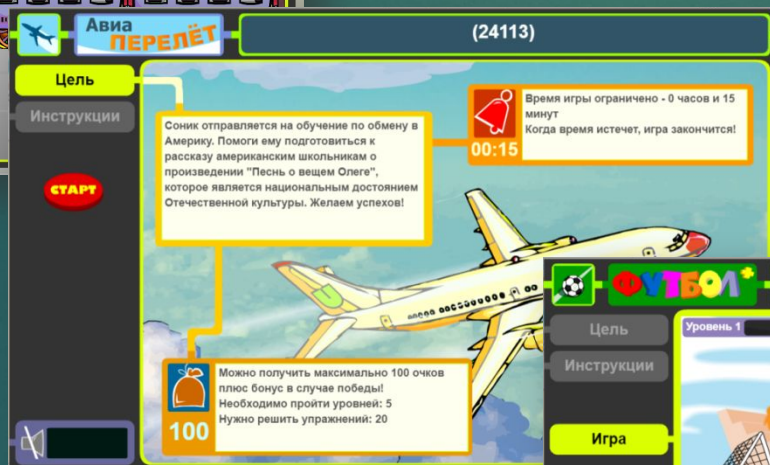 Авиа
ПЕРЕЛЁТ
(24113)
Цель
Инструкции
СТАРТ
Соник отправляется на обучение по обмену в
Америку. Помоги ему подготовиться к
рассказу американским школьникам о
произведении "Песнь о вещем Олеге",
которое является национальным достоянием
Отечественной культуры. Желаем успехов!
00:15
Время игры ограничено - 0 часов и 15
минут
Когда время истечет, игра закончится!
100
Можно получить максимально 100 очков
плюс бонус в случае победы!
Необходимо пройти уровней: 5
Нужно решить упражнений: 20
ФУТБОЛ+
Цель
Инструкции
Игра
Уровень 1